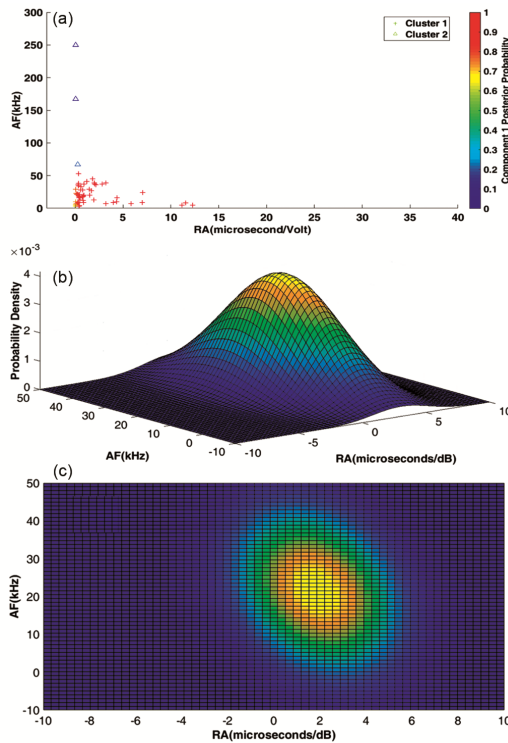 (a)
Cluster 1
Cluster 2
300
250
200
150
100
50
0
AF(kHz)
0 5 10 15 20 25 30 35 40
RA(microsecond/Volt)
1
0.9
0.8
0.7
0.6
0.5
0.4
0.3
0.2
0.1
0
Component 1 Posterior Probability
(b)
×10⁻³
4
3
2
1
0
Probability Density
50 40 30 20 10 0 -10
AF(kHz)
-10 -5 0 5 10
RA(microseconds/dB)
(c)
50
40
30
20
10
0
-10
AF(kHz)
-10 -8 -6 -4 -2 0 2 4 6 8 10
RA(microseconds/dB)